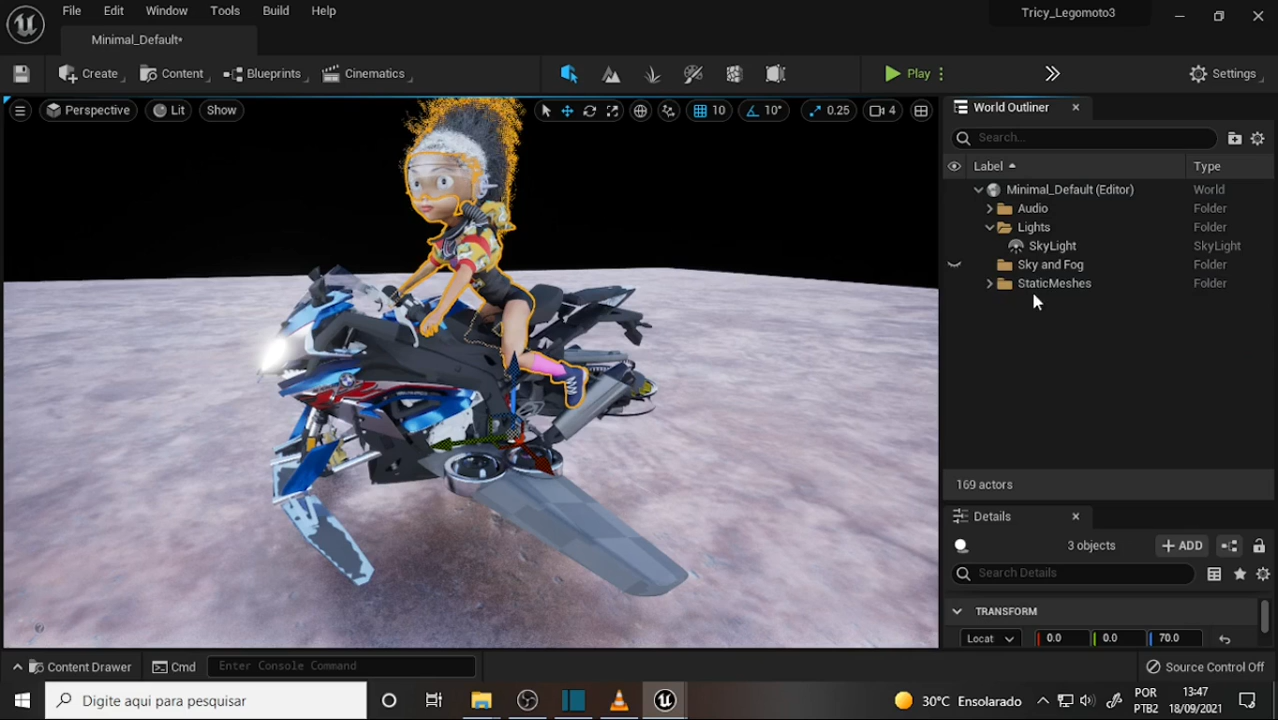 File Edit Window Tools Build Help
Tricy_Legomoto3
Minimal_Default•
Create Content Blueprints Cinematics Play Settings
Perspective Lit Show 10 10° 0.25 4
World Outliner
Search...
Label Type
Minimal_Default (Editor) World
Audio Folder
Lights Folder
SkyLight SkyLight
Sky and Fog Folder
StaticMeshes Folder
169 actors
Details
3 objects + ADD
Search Details
TRANSFORM
Locat 0.0 0.0 70.0
Content Drawer Cmd Enter Console Command Source Control Off
Digite aqui para pesquisar 30°C Ensolarado
POR 13:47
PTB2 18/09/2021